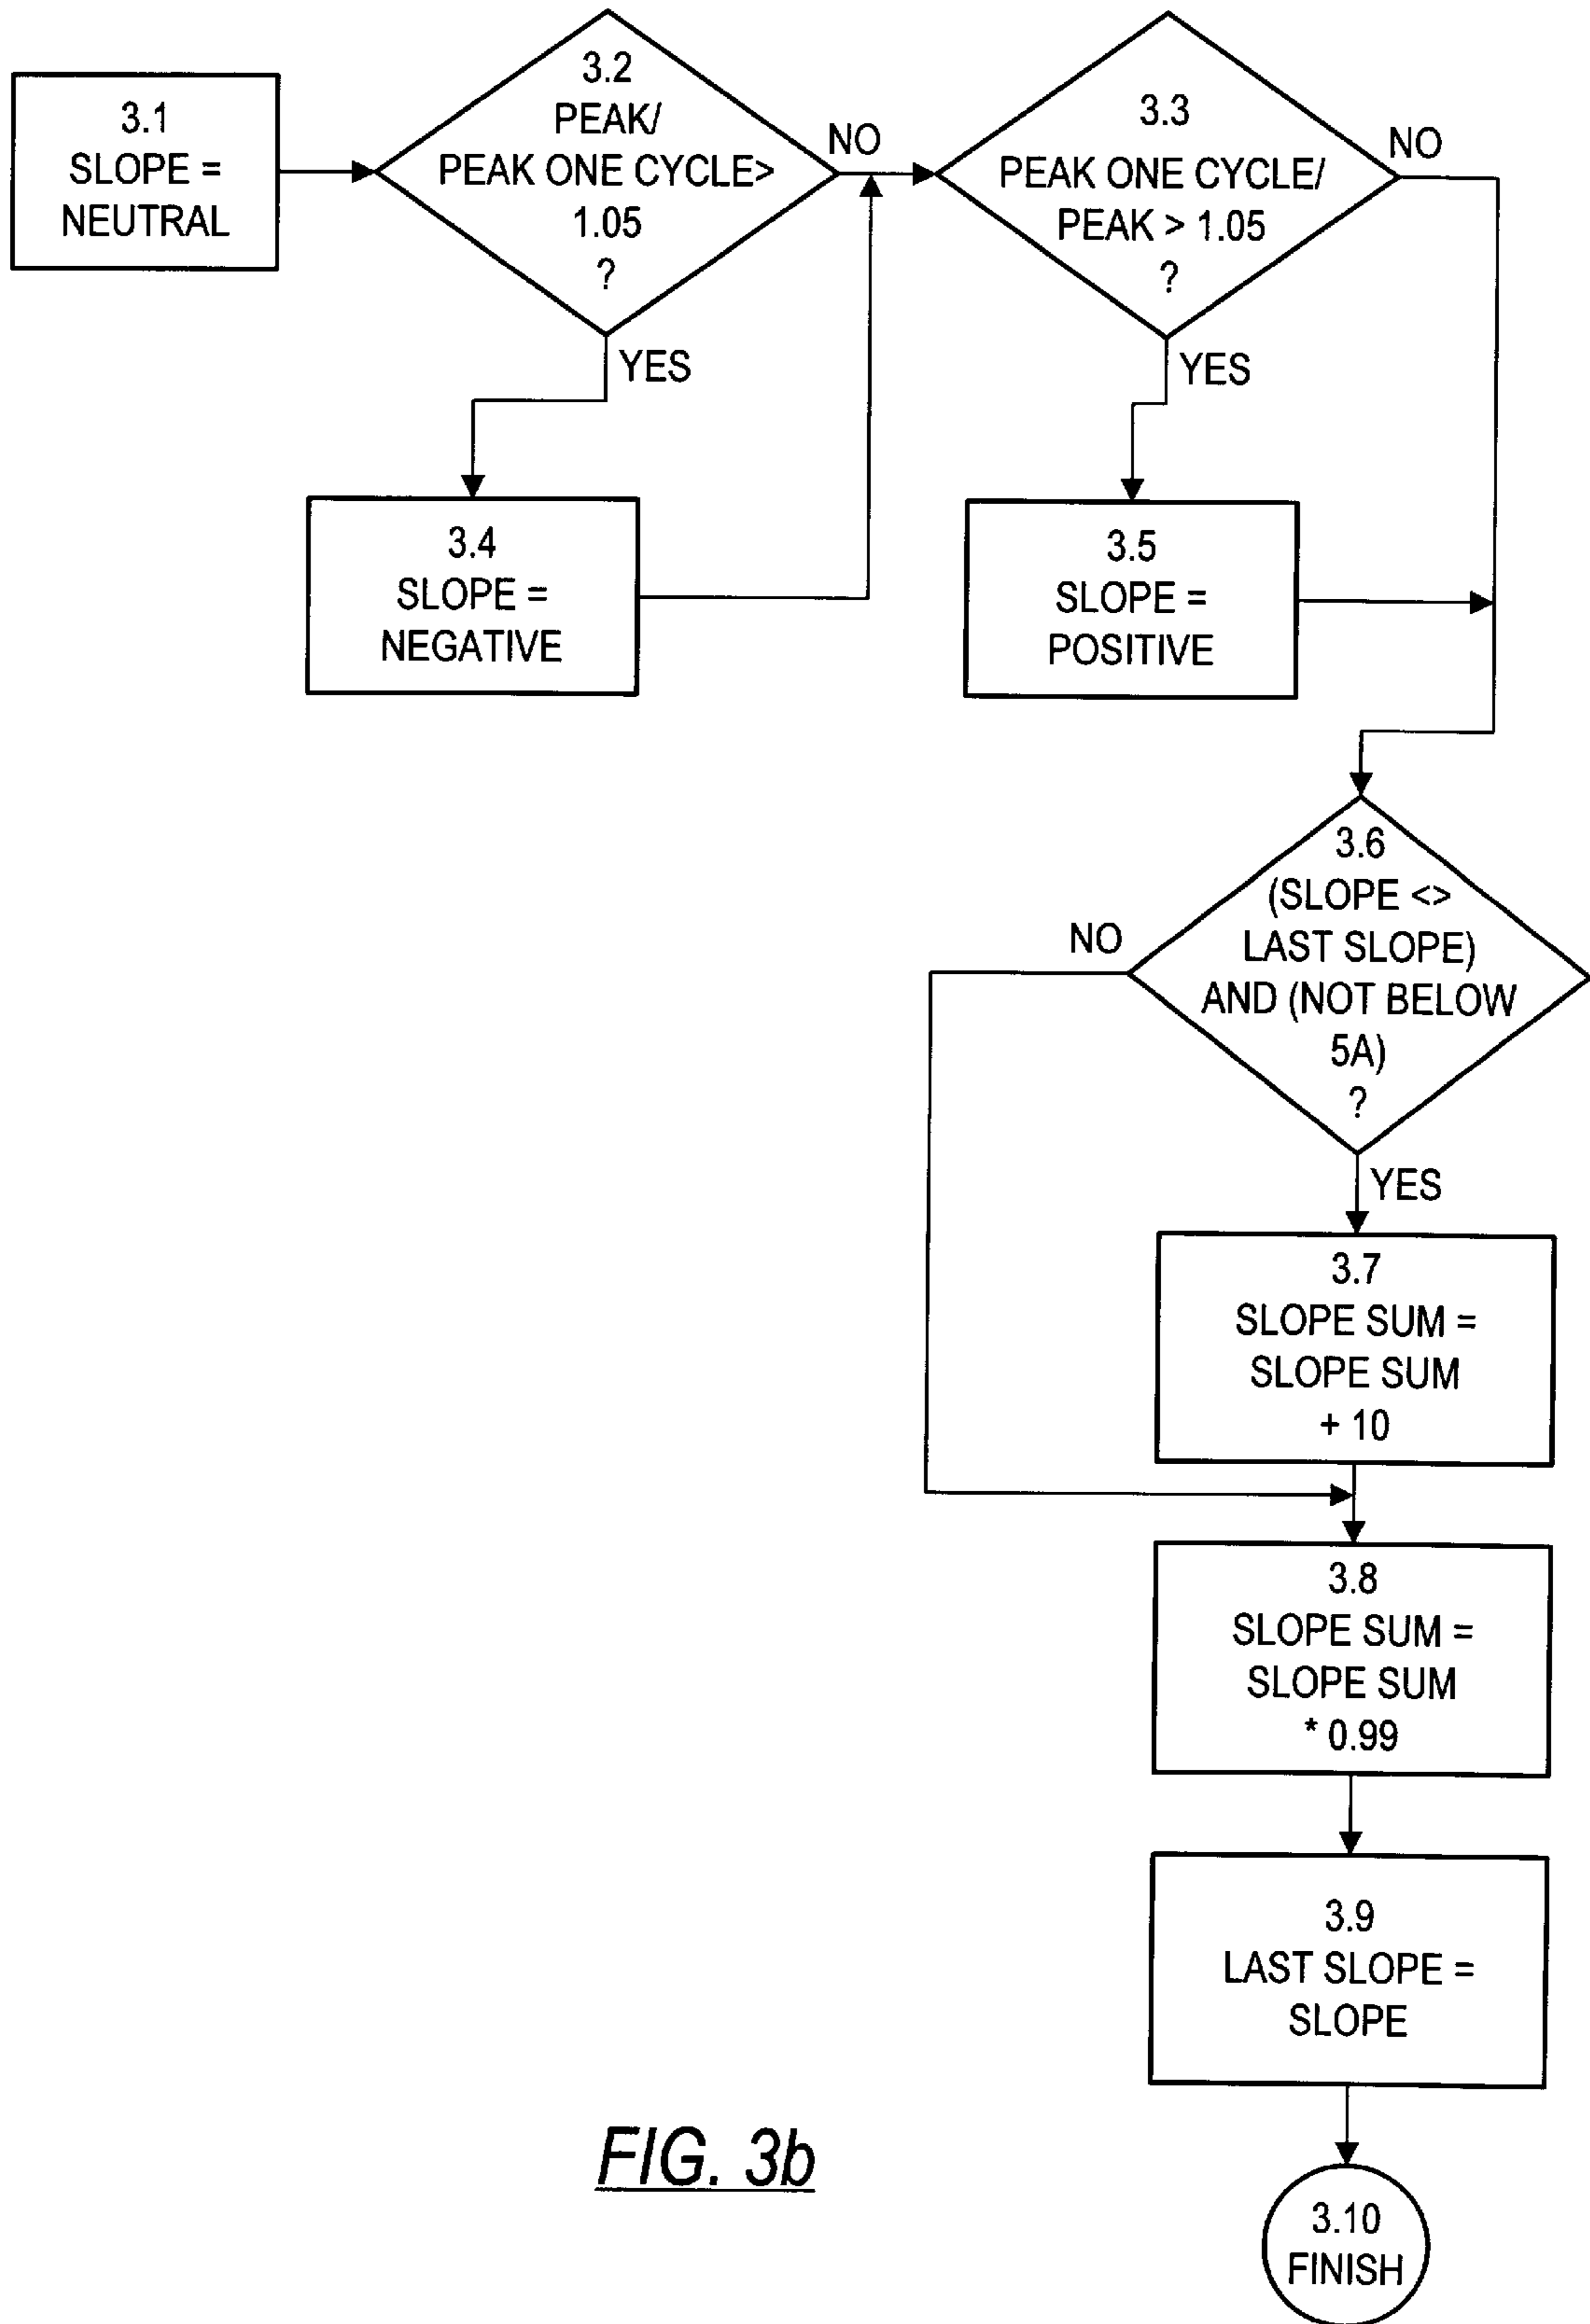 3.1
SLOPE =
NEUTRAL
3.2
PEAK/
PEAK ONE CYCLE>
1.05
?
NO
YES
3.3
PEAK ONE CYCLE/
PEAK > 1.05
?
NO
YES
3.4
SLOPE =
NEGATIVE
3.5
SLOPE =
POSITIVE
3.6
(SLOPE <>
LAST SLOPE)
AND (NOT BELOW
5A)
?
NO
YES
3.7
SLOPE SUM =
SLOPE SUM
+ 10
3.8
SLOPE SUM =
SLOPE SUM
* 0.99
3.9
LAST SLOPE =
SLOPE
3.10
FINISH
FIG. 3b